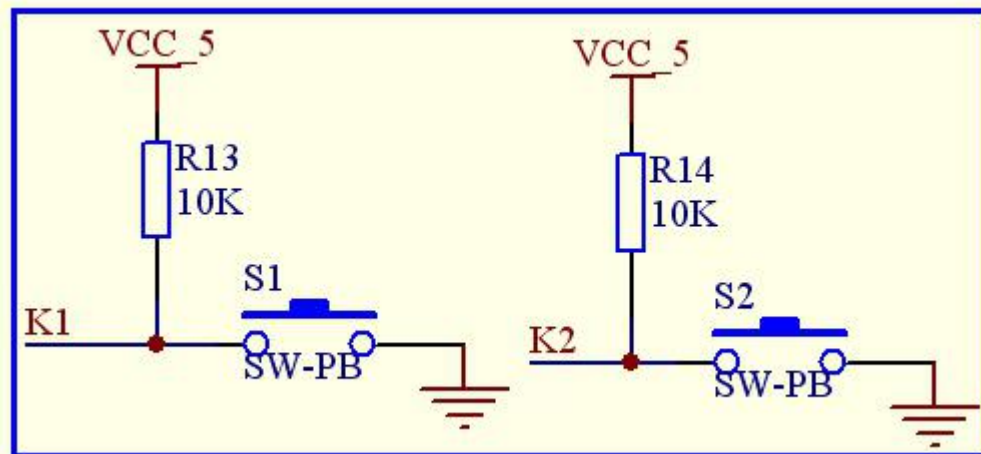 VCC_5
R13
10K
S1
K1
SW-PB
VCC_5
R14
10K
S2
K2
SW-PB